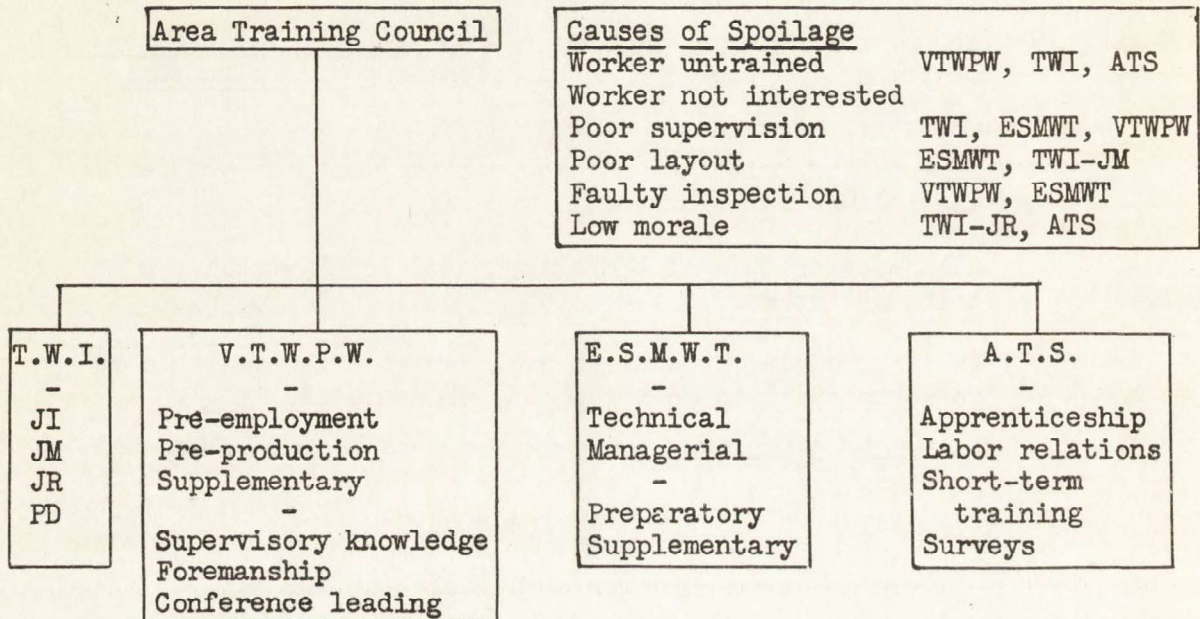 Area Training Council
Causes of Spoilage
Worker untrained VTWPW, TWI, ATS
Worker not interested
Poor supervision TWI, ESMWT, VTWPW
Poor layout ESMWT, TWI-JM
Faulty inspection VTWPW, ESMWT
Low morale TWI-JR, ATS
T.W.I.
-
JI
JM
JR
PD
V.T.W.P.W.
-
Pre-employment
Pre-production
Supplementary
-
Supervisory knowledge
Foremanship
Conference leading
E.S.M.W.T.
-
Technical
Managerial
-
Preparatory
Supplementary
A.T.S.
-
Apprenticeship
Labor relations
Short-term
training
Surveys